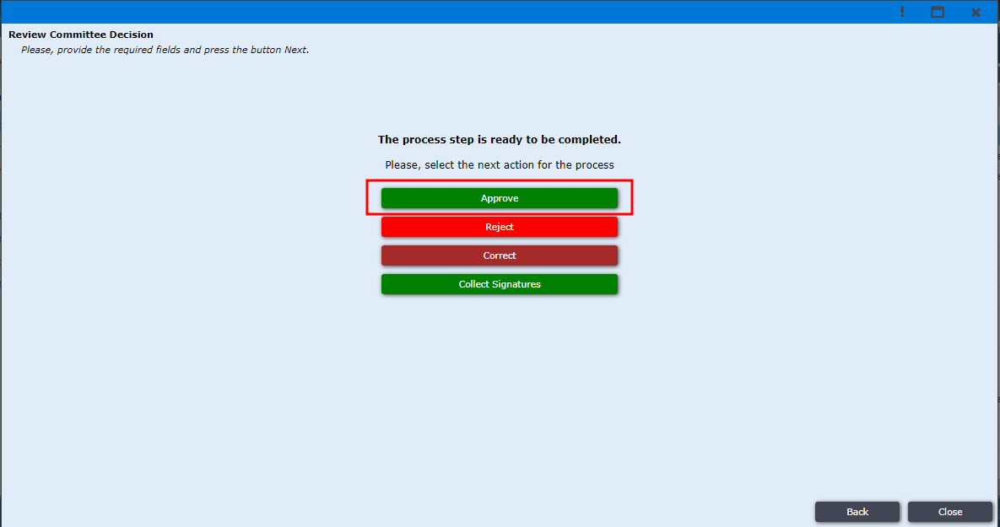 Review Committee Decision
Please, provide the required fields and press the button Next.
The process step is ready to be completed.
Please, select the next action for the process
Approve
Reject
Correct
Collect Signatures
Back
Close